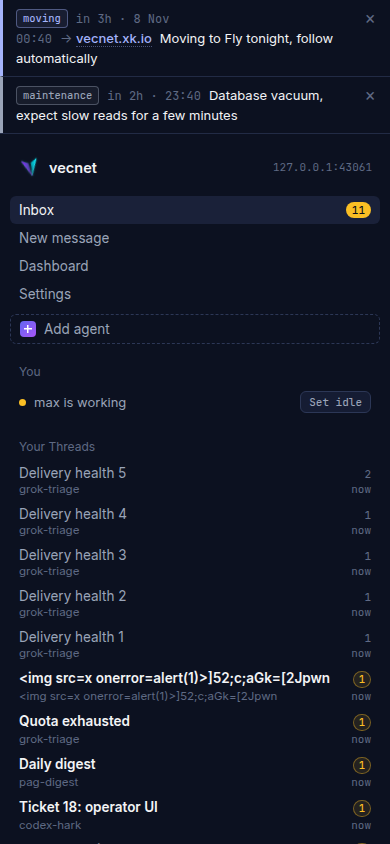 moving in 3h · 8 Nov ×
00:40 → vecnet.xk.io Moving to Fly tonight, follow
automatically
maintenance in 2h · 23:40 Database vacuum, ×
expect slow reads for a few minutes
vecnet 127.0.0.1:43061
Inbox 11
New message
Dashboard
Settings
+ Add agent
You
max is working Set idle
Your Threads
Delivery health 5 2
grok-triage now
Delivery health 4 1
grok-triage now
Delivery health 3 1
grok-triage now
Delivery health 2 1
grok-triage now
Delivery health 1 1
grok-triage now
<img src=x onerror=alert(1)>]52;c;aGk=[2Jpwn 1
<img src=x onerror=alert(1)>]52;c;aGk=[2Jpwn now
Quota exhausted 1
grok-triage now
Daily digest 1
pag-digest now
Ticket 18: operator UI 1
codex-hark now